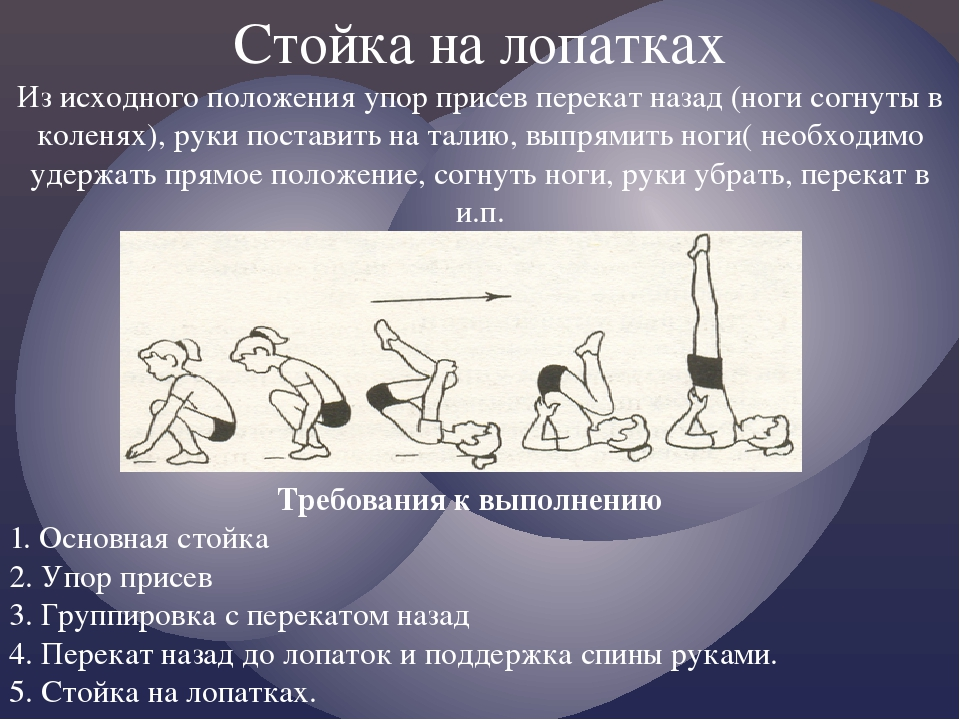 Стойка на лопатках
Из исходного положения упор присев перекат назад (ноги согнуты в
коленях), руки поставить на талию, выпрямить ноги( необходимо
удержать прямое положение, согнуть ноги, руки убрать, перекат в
и.п.
Требования к выполнению
1. Основная стойка
2. Упор присев
3. Группировка с перекатом назад
4. Перекат назад до лопаток и поддержка спины руками.
5. Стойка на лопатках.